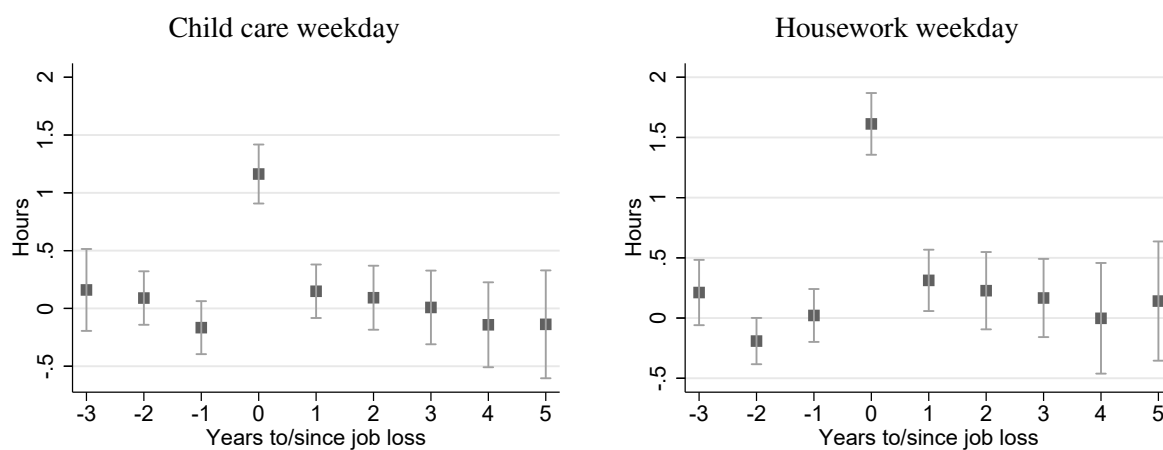 Child care weekday
Hours
2
1.5
1
.5
0
-.5
-3 -2 -1 0 1 2 3 4 5
Years to/since job loss
Housework weekday
Hours
2
1.5
1
.5
0
-.5
-3 -2 -1 0 1 2 3 4 5
Years to/since job loss